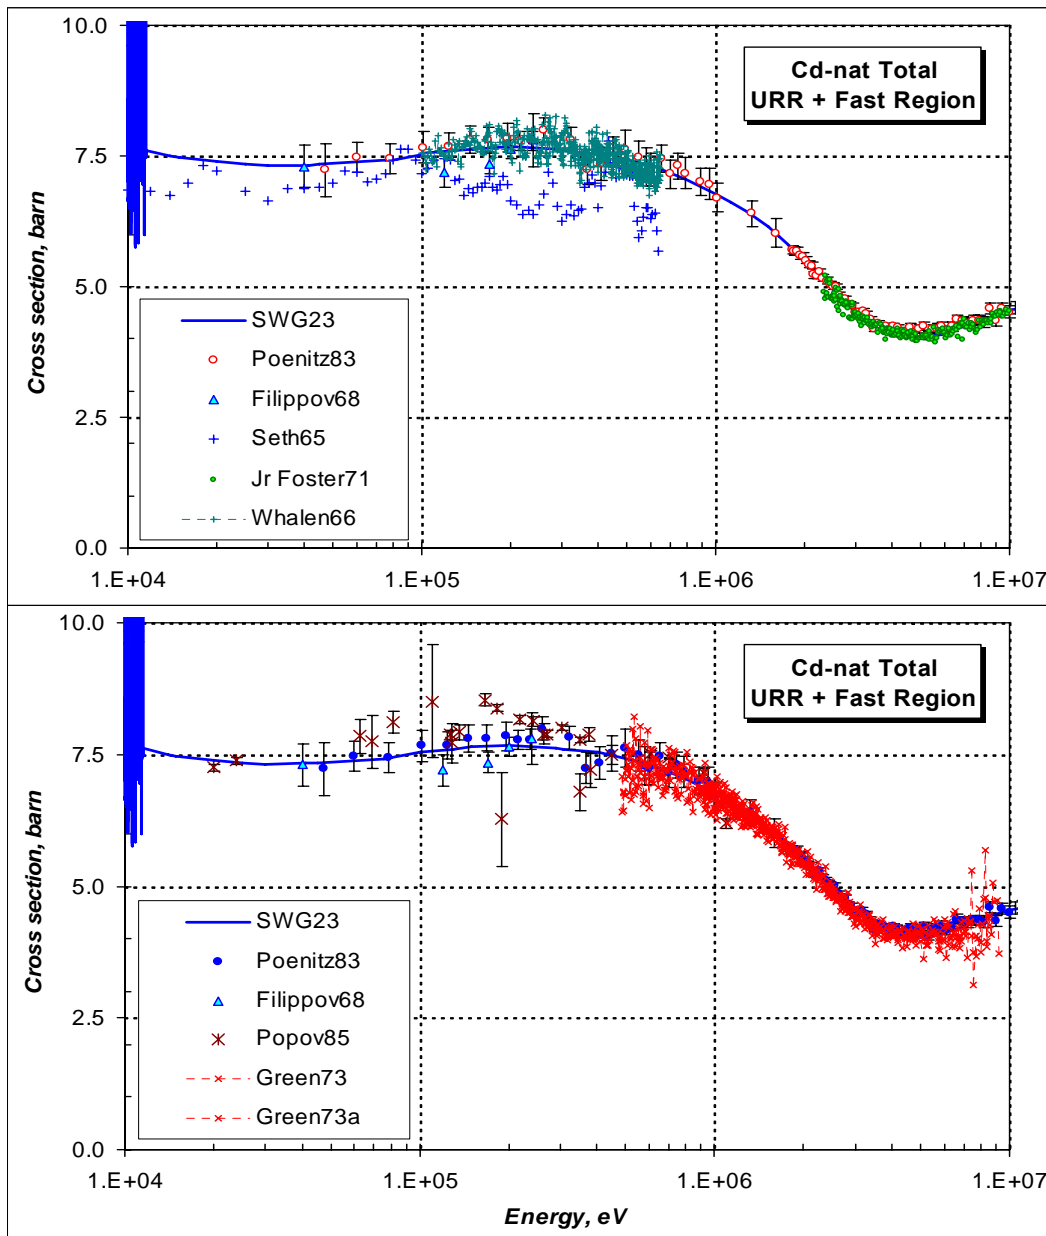 10.0
Cd-nat Total
URR + Fast Region
7.5
Cross section, barn
5.0
SWG23
Poenitz83
Filippov68
2.5
Seth65
Jr Foster71
Whalen66
0.0
1.E+04
1.E+05
1.E+06
1.E+07
10.0
Cd-nat Total
URR + Fast Region
7.5
Cross section, barn
5.0
SWG23
Poenitz83
Filippov68
2.5
Popov85
Green73
Green73a
0.0
1.E+04
1.E+05
1.E+06
1.E+07
Energy, eV